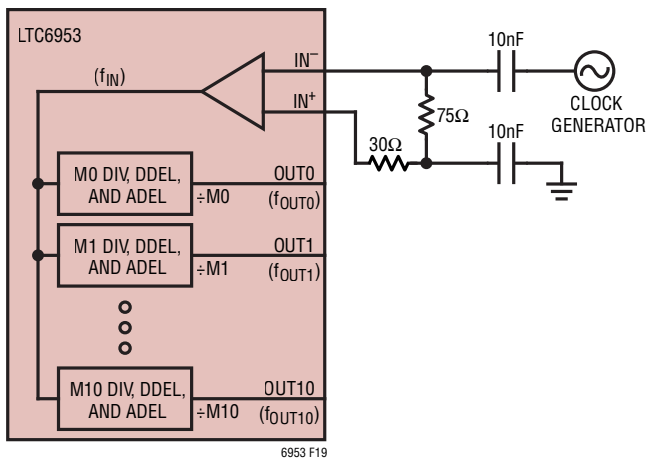 LTC6953
(fIN)
IN–
IN+
10nF
CLOCK
GENERATOR
75Ω
30Ω
10nF
M0 DIV, DDEL,
AND ADEL
÷M0
OUT0
(fOUT0)
M1 DIV, DDEL,
AND ADEL
÷M1
OUT1
(fOUT1)
M10 DIV, DDEL,
AND ADEL
÷M10
OUT10
(fOUT10)
6953 F19